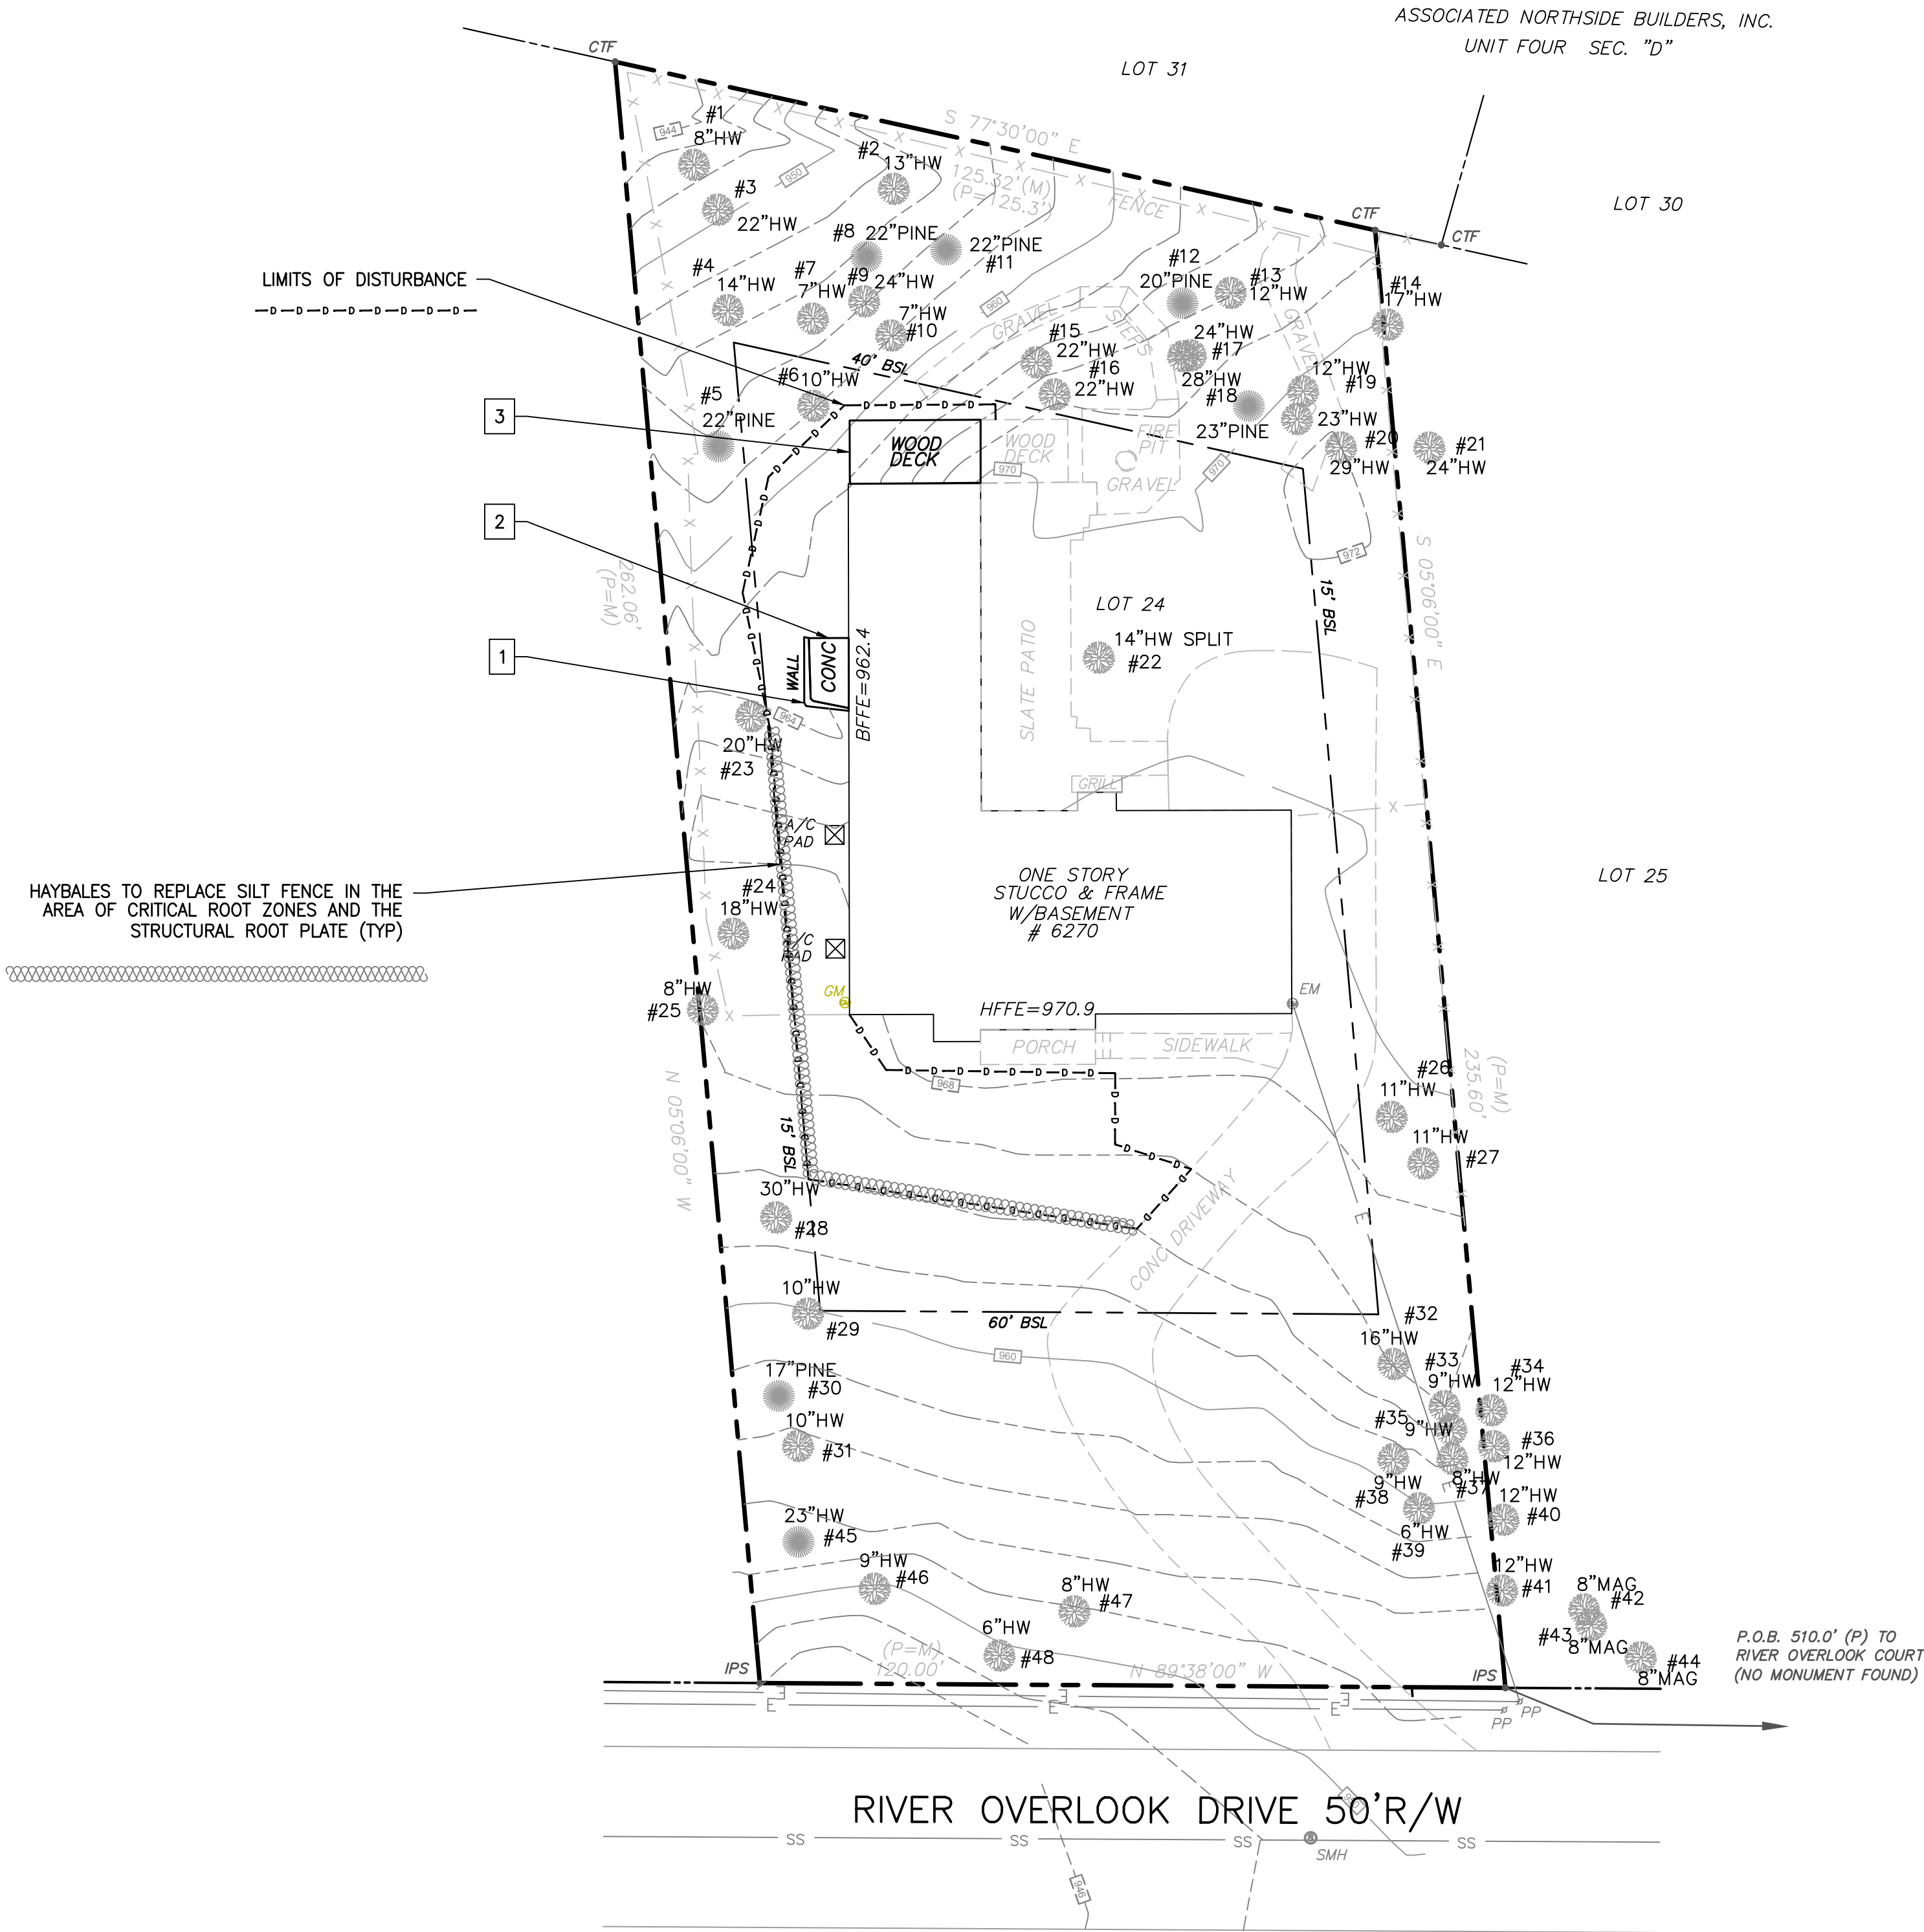 ASSOCIATED NORTHSIDE BUILDERS, INC.
UNIT FOUR SEC. "D"
LOT 31
LOT 30
CTF
CTF
CTF
S 77°30'00" E
125.32'(M)
(P=125.3')
FENCE
944
950
#1
8"HW
#2
13"HW
#3
22"HW
#4
14"HW
#7
7"HW
#8 22"PINE
#9 24"HW
7"HW
#10
22"PINE
#11
#12
20"PINE
#13
12"HW
#14
17"HW
LIMITS OF DISTURBANCE
D D D D D D D D
960
GRAVEL
STEPS
GRAVEL
#15
22"HW
#16
22"HW
24"HW
#17
28"HW
#18
23"PINE
12"HW
#19
23"HW
#20
29"HW
#21
24"HW
40' BSL
#6 10"HW
#5
22"PINE
3
WOOD
DECK
WOOD
DECK
FIRE
PIT
GRAVEL
970
970
972
2
262.06'
(P=M)
15' BSL
S 05°06'00" E
LOT 24
14"HW SPLIT
#22
1
WALL
CONC
BFFE=962.4
SLATE PATIO
964
20"HW
#23
GRILL
A/C
PAD
HAYBALES TO REPLACE SILT FENCE IN THE
AREA OF CRITICAL ROOT ZONES AND THE
STRUCTURAL ROOT PLATE (TYP)
#24
18"HW
A/C
PAD
ONE STORY
STUCCO & FRAME
W/BASEMENT
# 6270
LOT 25
8"HW
#25
GM
HFFE=970.9
EM
PORCH
SIDEWALK
968
N 05°06'00" W
15' BSL
(P=M)
235.60'
#26
11"HW
11"HW
#27
30"HW
#28
CONC DRIVEWAY
E
10"HW
#29
60' BSL
960
17"PINE
#30
10"HW
#31
#32
16"HW
#33
9"HW
#34
12"HW
#35
9"HW
#36
12"HW
8"HW
#37
9"HW
#38
E
6"HW
#39
12"HW
#40
12"HW
#41
8"MAG
#42
#43
8"MAG
#44
8"MAG
23"HW
#45
9"HW
#46
8"HW
#47
6"HW
#48
P.O.B. 510.0' (P) TO
RIVER OVERLOOK COURT
(NO MONUMENT FOUND)
IPS
(P=M)
120.00'
N 89°38'00" W
IPS
E E E
E E E
PP
PP
RIVER OVERLOOK DRIVE 50'R/W
SS SS SS SS
SMH
946